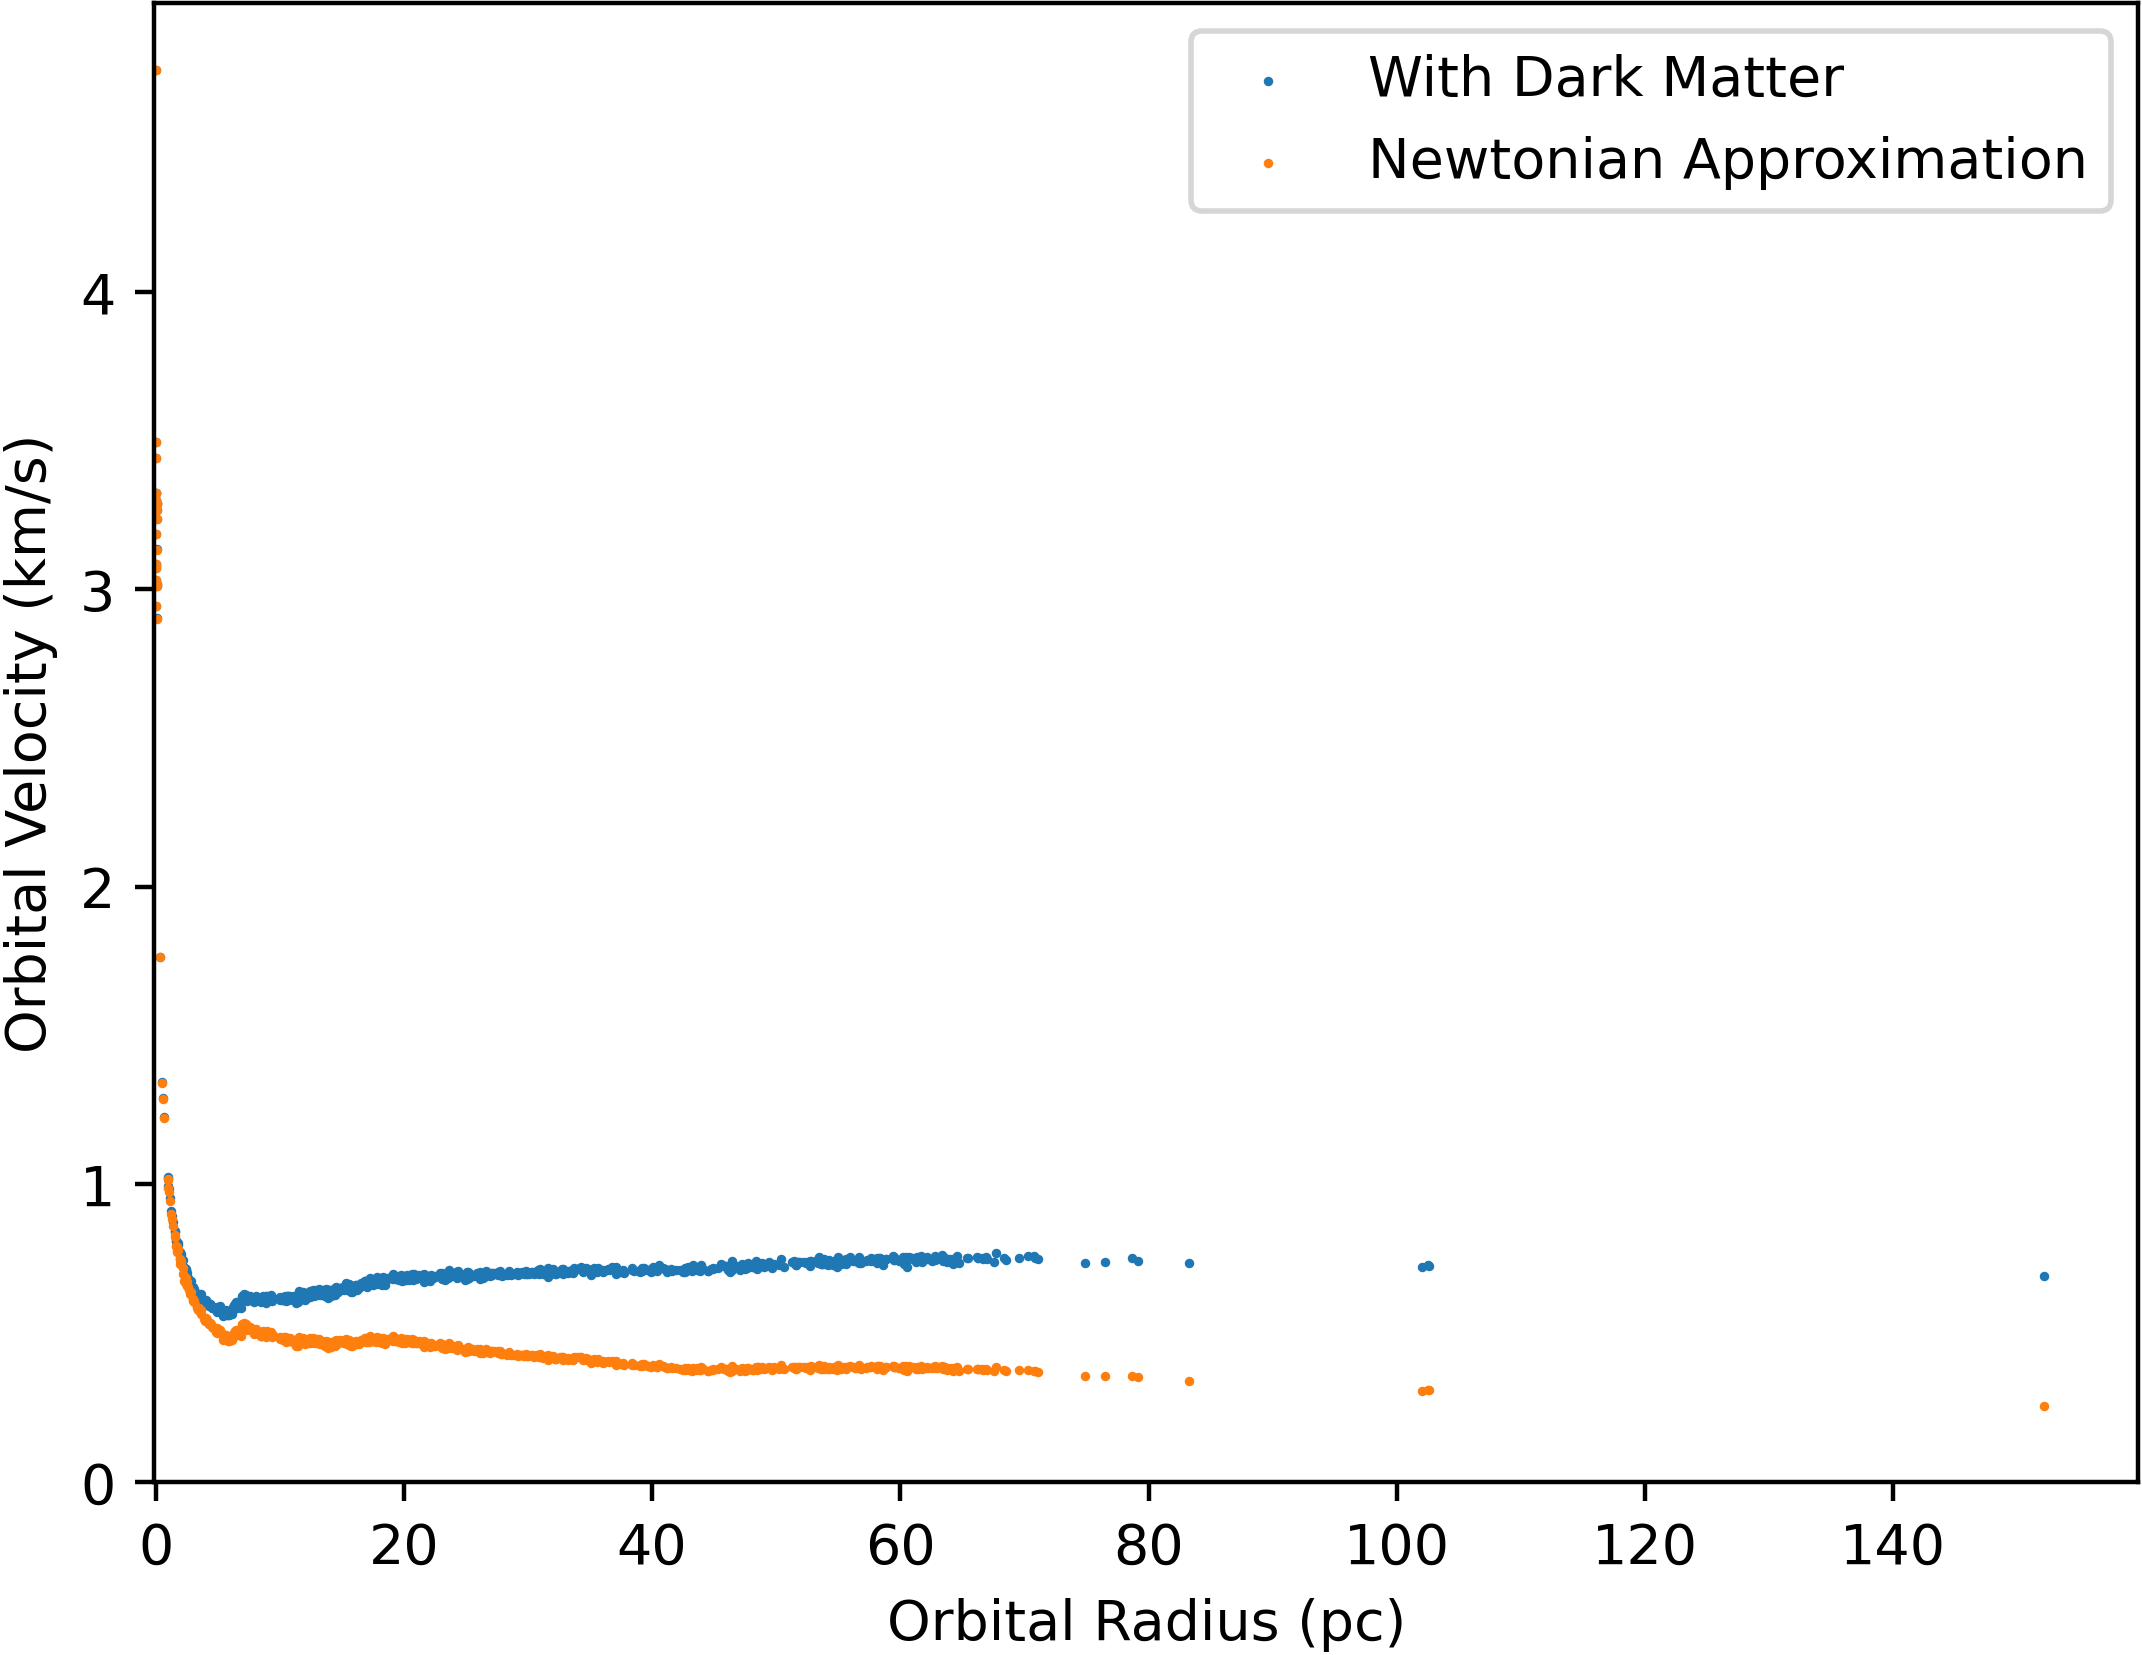 With Dark Matter
Newtonian Approximation
Orbital Velocity (km/s)
4
3
2
1
0
0 20 40 60 80 100 120 140
Orbital Radius (pc)